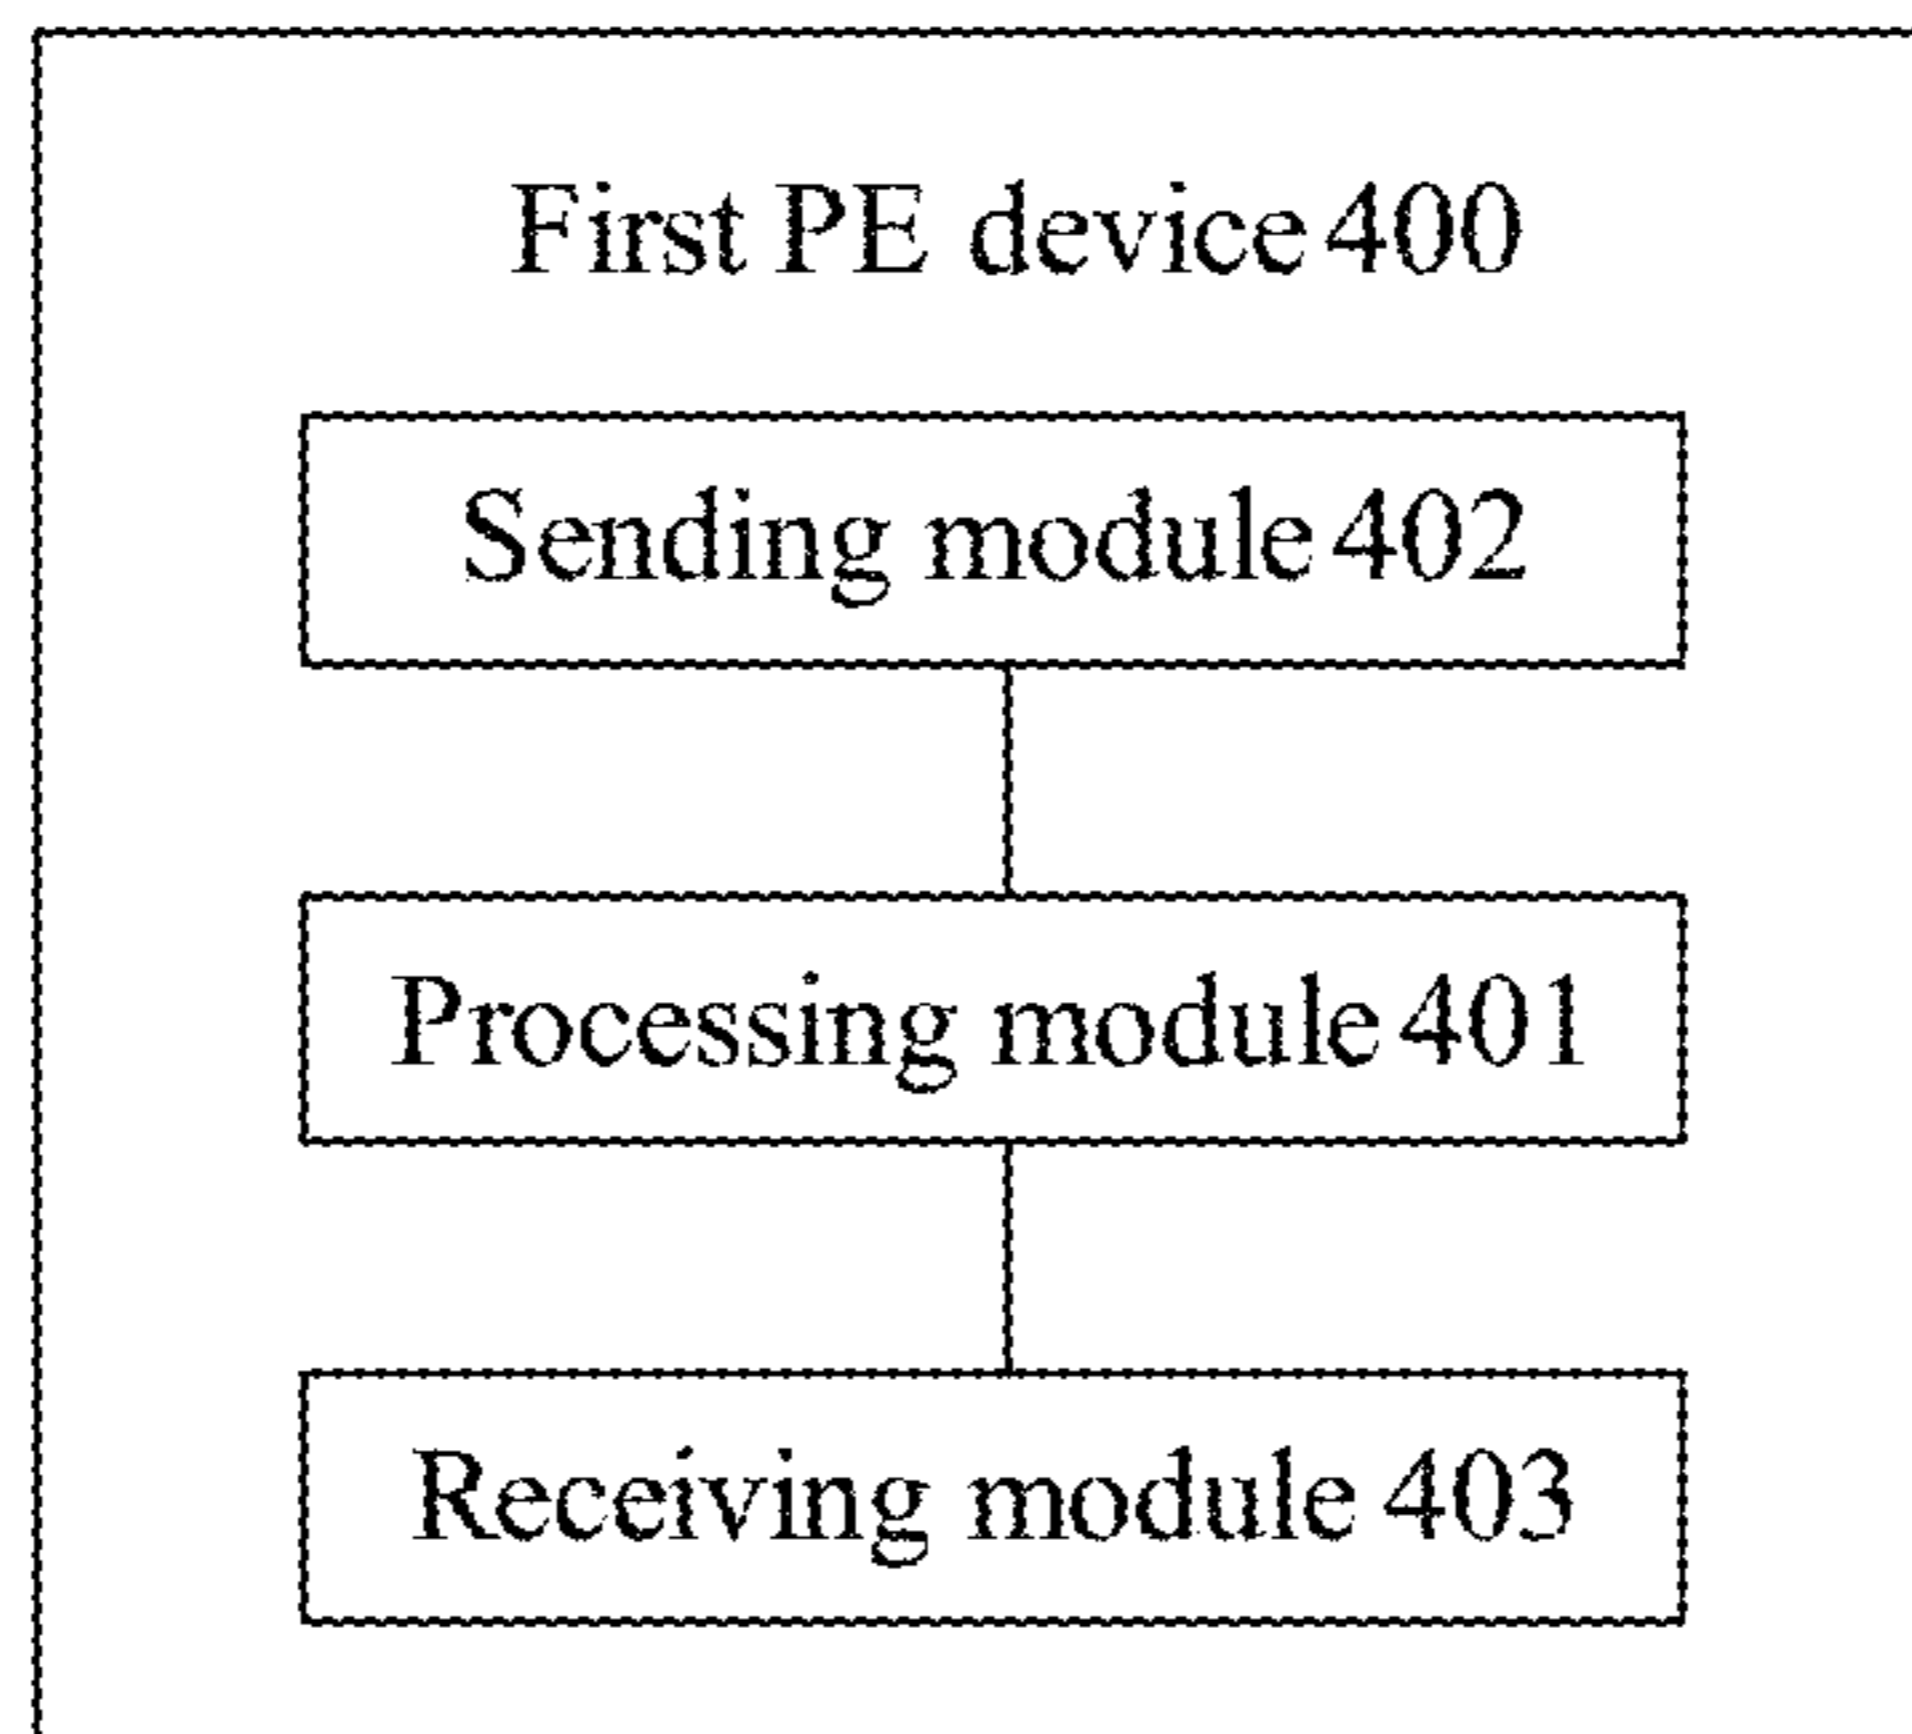 First PE device 400
Sending module 402
Processing module 401
Receiving module 403